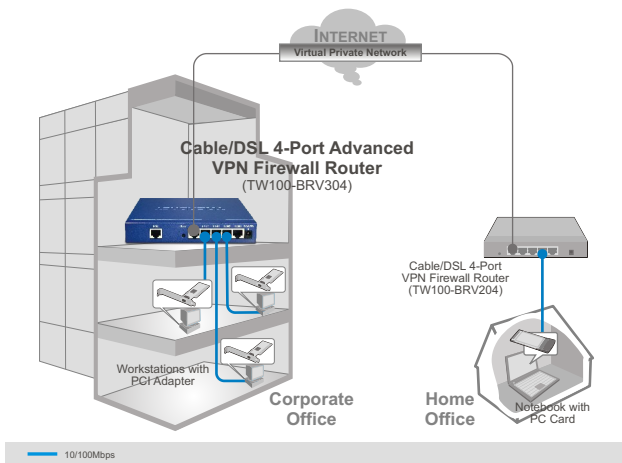 INTERNET
Virtual Private Network
Cable/DSL 4-Port Advanced
VPN Firewall Router
(TW100-BRV304)
Cable/DSL 4-Port
VPN Firewall Router
(TW100-BRV204)
Workstations with
PCI Adapter
Corporate
Office
Home
Office
Notebook with
PC Card
10/100Mbps